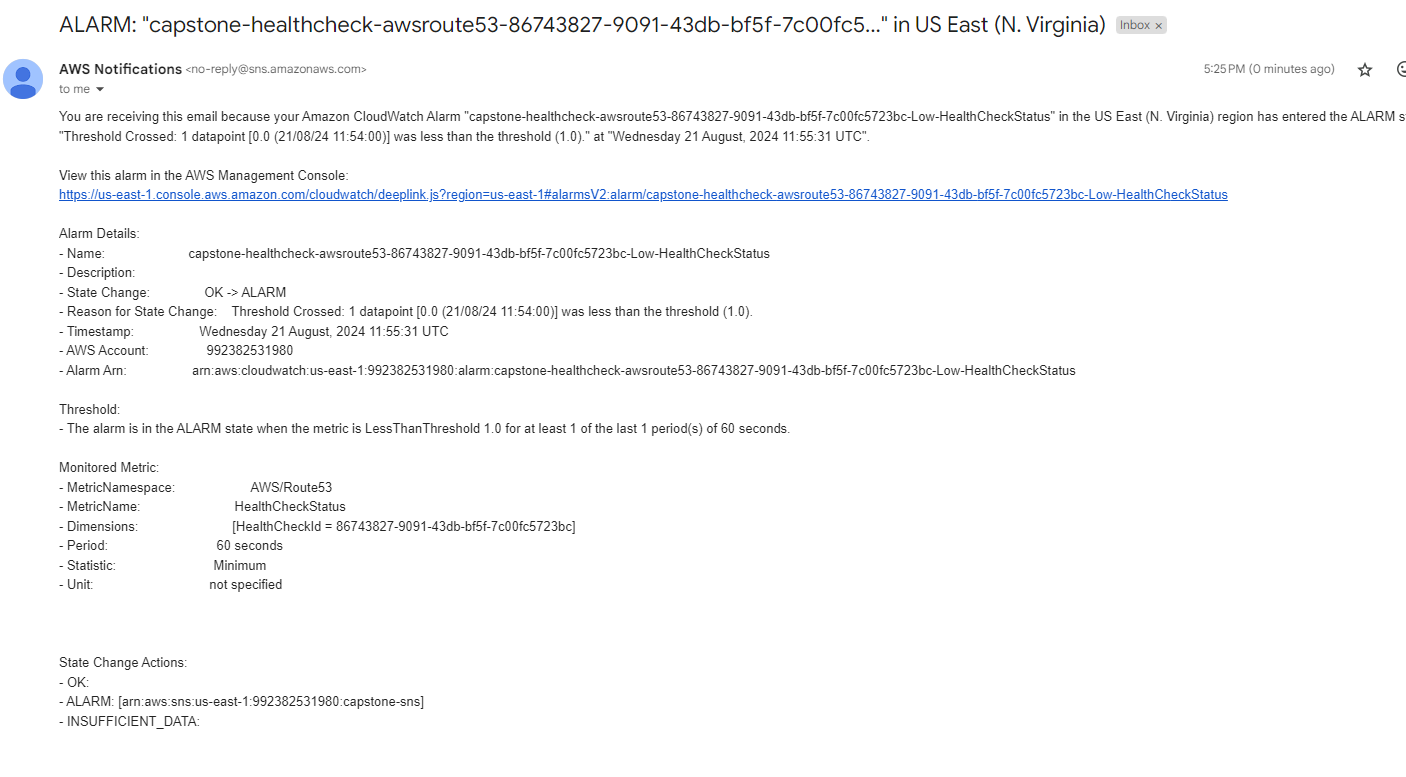 ALARM: "capstone-healthcheck-awsroute53-86743827-9091-43db-bf5f-7c00fc5..." in US East (N. Virginia) Inbox ×
AWS Notifications <no-reply@sns.amazonaws.com> 5:25 PM (0 minutes ago)
to me
You are receiving this email because your Amazon CloudWatch Alarm "capstone-healthcheck-awsroute53-86743827-9091-43db-bf5f-7c00fc5723bc-Low-HealthCheckStatus" in the US East (N. Virginia) region has entered the ALARM
"Threshold Crossed: 1 datapoint [0.0 (21/08/24 11:54:00)] was less than the threshold (1.0)." at "Wednesday 21 August, 2024 11:55:31 UTC".
View this alarm in the AWS Management Console:
https://us-east-1.console.aws.amazon.com/cloudwatch/deeplink.js?region=us-east-1#alarmsV2:alarm/capstone-healthcheck-awsroute53-86743827-9091-43db-bf5f-7c00fc5723bc-Low-HealthCheckStatus
Alarm Details:
- Name: capstone-healthcheck-awsroute53-86743827-9091-43db-bf5f-7c00fc5723bc-Low-HealthCheckStatus
- Description:
- State Change: OK -> ALARM
- Reason for State Change: Threshold Crossed: 1 datapoint [0.0 (21/08/24 11:54:00)] was less than the threshold (1.0).
- Timestamp: Wednesday 21 August, 2024 11:55:31 UTC
- AWS Account: 992382531980
- Alarm Arn: arn:aws:cloudwatch:us-east-1:992382531980:alarm:capstone-healthcheck-awsroute53-86743827-9091-43db-bf5f-7c00fc5723bc-Low-HealthCheckStatus
Threshold:
- The alarm is in the ALARM state when the metric is LessThanThreshold 1.0 for at least 1 of the last 1 period(s) of 60 seconds.
Monitored Metric:
- MetricNamespace: AWS/Route53
- MetricName: HealthCheckStatus
- Dimensions: [HealthCheckId = 86743827-9091-43db-bf5f-7c00fc5723bc]
- Period: 60 seconds
- Statistic: Minimum
- Unit: not specified
State Change Actions:
- OK:
- ALARM: [arn:aws:sns:us-east-1:992382531980:capstone-sns]
- INSUFFICIENT_DATA: